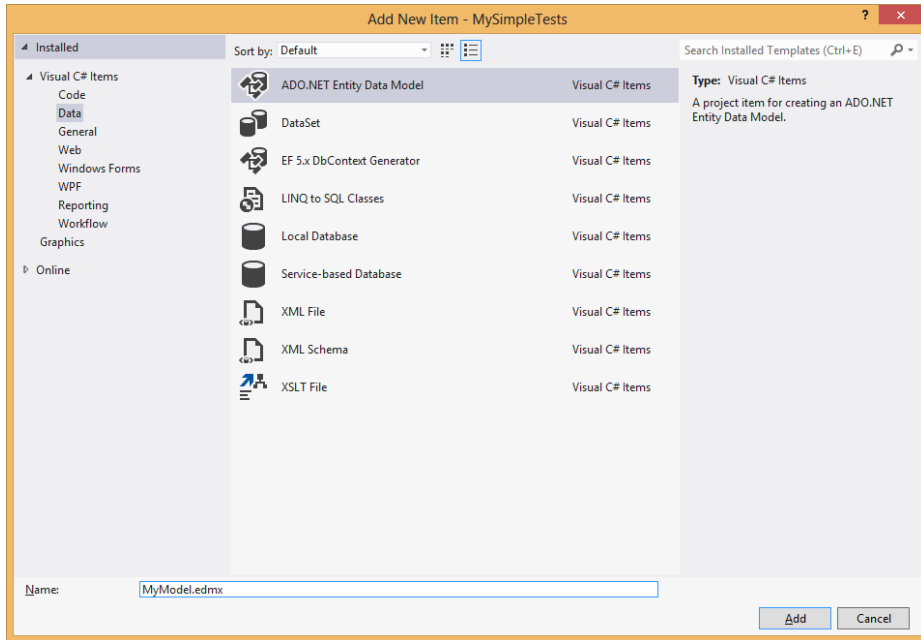 Add New Item - MySimpleTests
?
Installed
Sort by: Default
Search Installed Templates (Ctrl+E)
Visual C# Items
Code
Data
General
Web
Windows Forms
WPF
Reporting
Workflow
Graphics
Online
ADO.NET Entity Data Model Visual C# Items
DataSet Visual C# Items
EF 5.x DbContext Generator Visual C# Items
LINQ to SQL Classes Visual C# Items
Local Database Visual C# Items
Service-based Database Visual C# Items
XML File Visual C# Items
XML Schema Visual C# Items
XSLT File Visual C# Items
Type: Visual C# Items
A project item for creating an ADO.NET
Entity Data Model.
Name: MyModel.edmx
Add Cancel